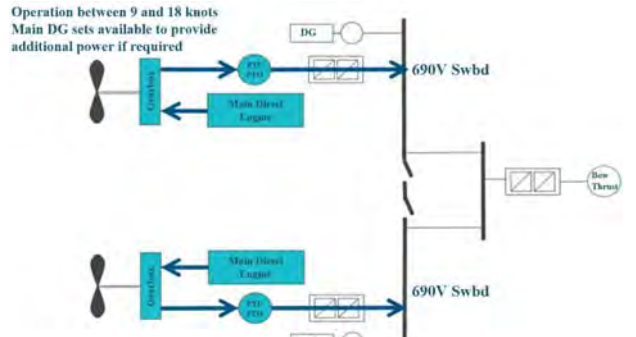 Operation between 9 and 18 knots
Main DG sets available to provide
additional power if required
DG
PTI
PTO
690V Swbd
Gearbox
Main Diesel
Engine
Bow
Thrust
Main Diesel
Engine
Gearbox
PTI
PTO
690V Swbd